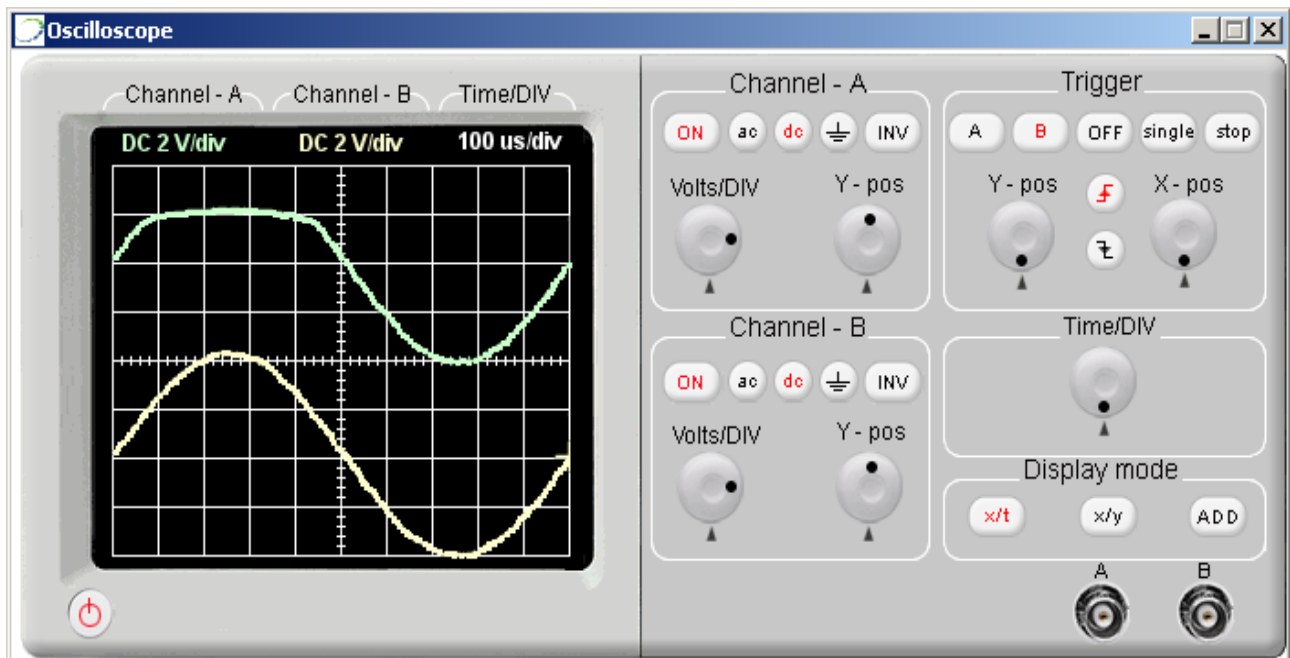 Oscilloscope
Channel - A Channel - B Time/DIV
DC 2 V/div DC 2 V/div 100 us/div
Channel - A
ON ac dc INV
Volts/DIV Y - pos
Trigger
A B OFF single stop
Y - pos X - pos
Channel - B
ON ac dc INV
Volts/DIV Y - pos
Time/DIV
Display mode
x/t x/y ADD
A B